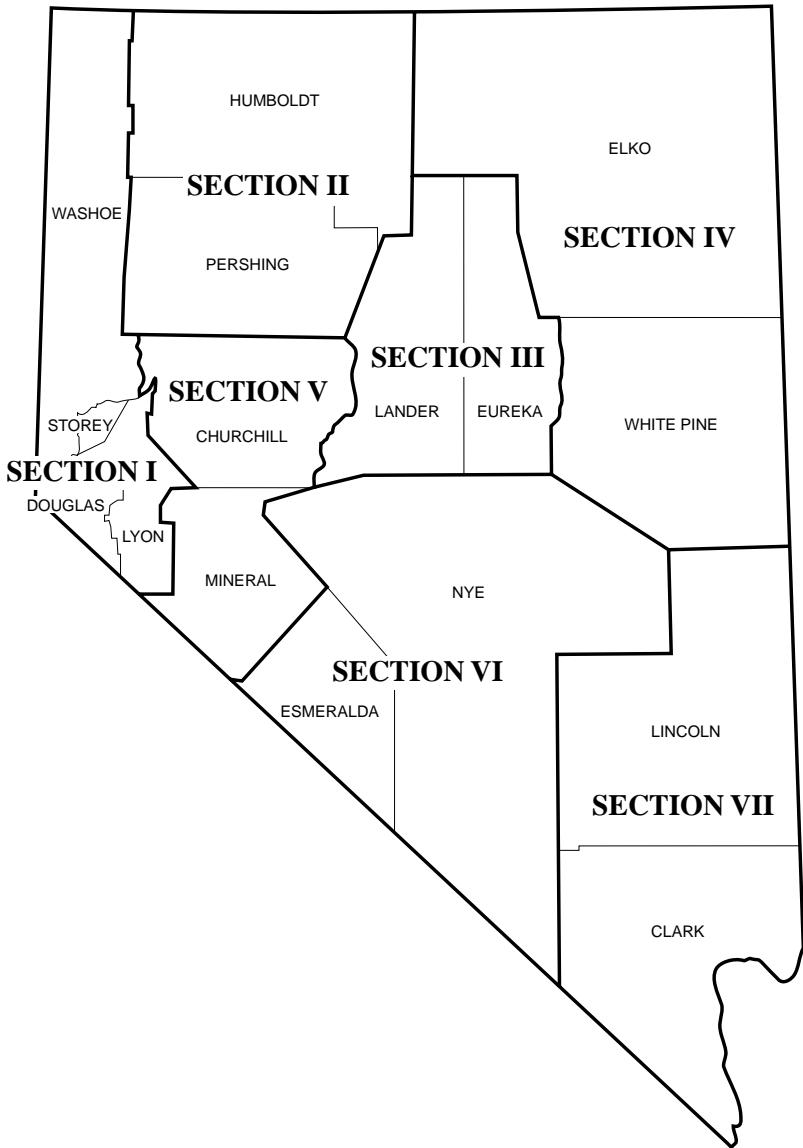 HUMBOLDT
ELKO
SECTION II
WASHOE
SECTION IV
PERSHING
SECTION III
SECTION V
LANDER
EUREKA
STOREY
WHITE PINE
CHURCHILL
SECTION I
DOUGLAS
LYON
MINERAL
NYE
SECTION VI
ESMERALDA
LINCOLN
SECTION VII
CLARK